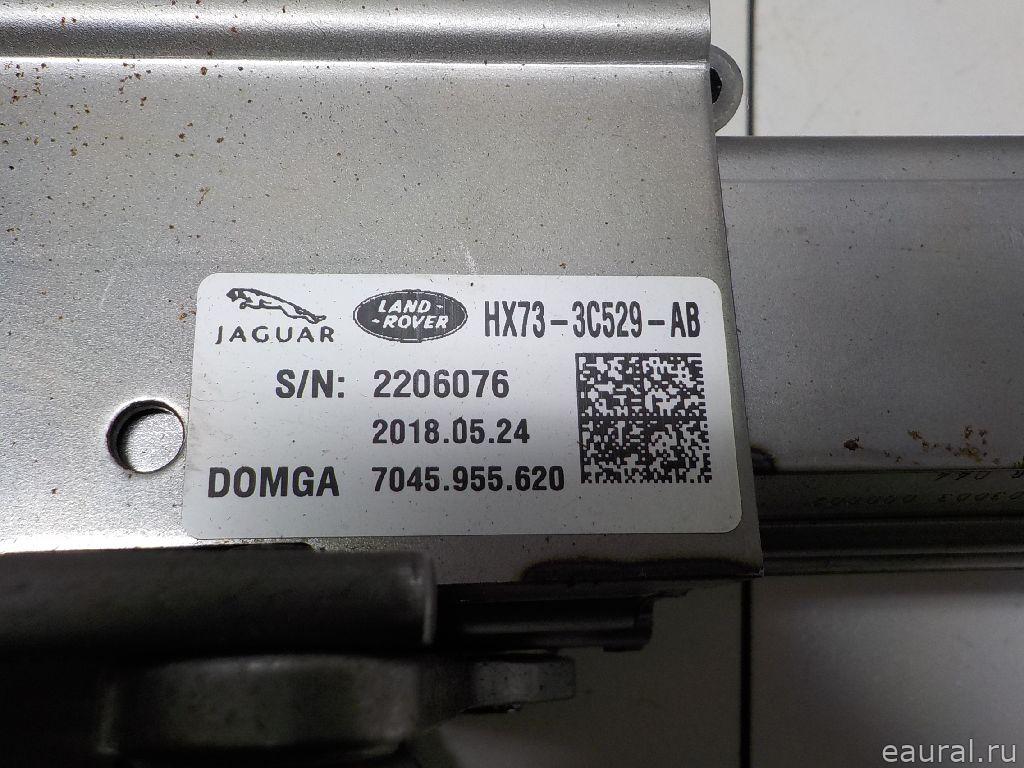 JAGUAR
LAND-
-ROVER
HX73-3C529-AB
S/N: 2206076
2018.05.24
DOMGA 7045.955.620
eaural.ru